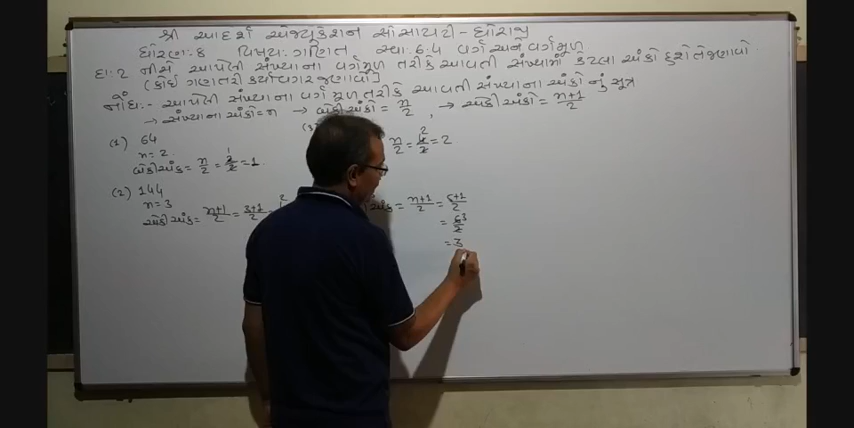 શ્રી આદર્શ એજ્યુકેશન સોસાયટી - ધોરાજી
ધોરણ: 8 વિષય: ગણિત સ્વા: 6.4 વર્ગ અને વર્ગમૂળ
દા: 2 નીચે આપેલી સંખ્યાના વર્ગમૂળ તરીકે આવતી સંખ્યામાં કેટલા અંકો હશે તે જણાવો
(કોઈ ગણતરી કર્યા વગર જણાવો]
નોંધ:- આપેલી સંખ્યાના વર્ગમૂળ તરીકે આવતી સંખ્યાના અંકો નું સૂત્ર
→ સંખ્યાના અંકો = n → બેકી અંકો = n/2 , → એકી અંકો = n+1/2
(1) 64
n = 2
બેકી અંક = n/2 = 2/2 = 1
(2) 144
n = 3
એકી અંક = n+1/2 = 3+1/2
(3)
n/2 = 4/2 = 2
અંક = n+1/2 = 5+1/2
= 6/2
= 3